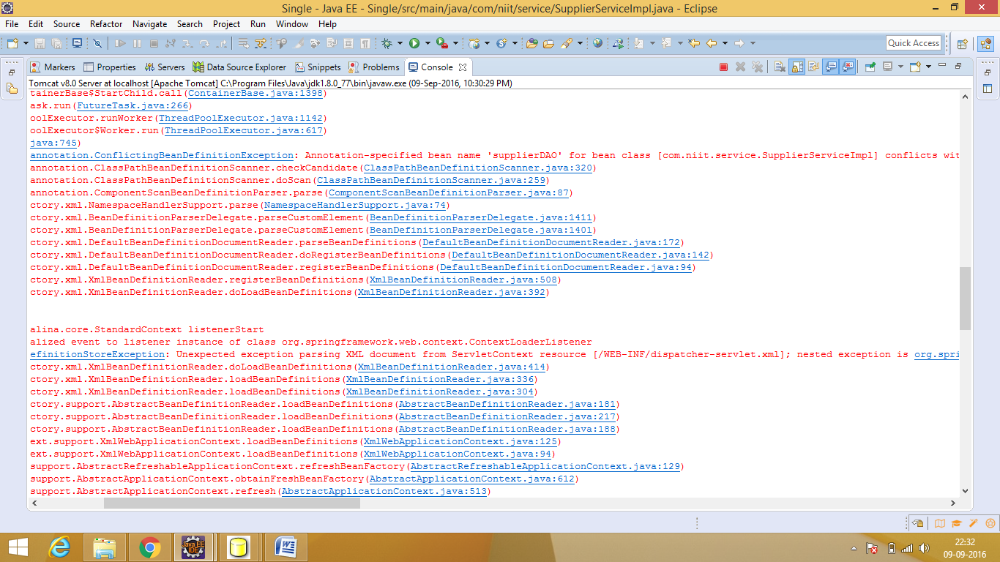 Single - Java EE - Single/src/main/java/com/niit/service/SupplierServiceImpl.java - Eclipse
File Edit Source Refactor Navigate Search Project Run Window Help
Quick Access
Markers Properties Servers Data Source Explorer Snippets Problems Console
Tomcat v8.0 Server at localhost [Apache Tomcat] C:\Program Files\Java\jdk1.8.0_77\bin\javaw.exe (09-Sep-2016, 10:30:29 PM)
tainerBase$StartChild.call(ContainerBase.java:1398)
ask.run(FutureTask.java:266)
oolExecutor.runWorker(ThreadPoolExecutor.java:1142)
oolExecutor$Worker.run(ThreadPoolExecutor.java:617)
java:745)
annotation.ConflictingBeanDefinitionException: Annotation-specified bean name 'supplierDAO' for bean class [com.niit.service.SupplierServiceImpl] conflicts wit
annotation.ClassPathBeanDefinitionScanner.checkCandidate(ClassPathBeanDefinitionScanner.java:320)
annotation.ClassPathBeanDefinitionScanner.doScan(ClassPathBeanDefinitionScanner.java:259)
annotation.ComponentScanBeanDefinitionParser.parse(ComponentScanBeanDefinitionParser.java:87)
ctory.xml.NamespaceHandlerSupport.parse(NamespaceHandlerSupport.java:74)
ctory.xml.BeanDefinitionParserDelegate.parseCustomElement(BeanDefinitionParserDelegate.java:1411)
ctory.xml.BeanDefinitionParserDelegate.parseCustomElement(BeanDefinitionParserDelegate.java:1401)
ctory.xml.DefaultBeanDefinitionDocumentReader.parseBeanDefinitions(DefaultBeanDefinitionDocumentReader.java:172)
ctory.xml.DefaultBeanDefinitionDocumentReader.doRegisterBeanDefinitions(DefaultBeanDefinitionDocumentReader.java:142)
ctory.xml.DefaultBeanDefinitionDocumentReader.registerBeanDefinitions(DefaultBeanDefinitionDocumentReader.java:94)
ctory.xml.XmlBeanDefinitionReader.registerBeanDefinitions(XmlBeanDefinitionReader.java:508)
ctory.xml.XmlBeanDefinitionReader.doLoadBeanDefinitions(XmlBeanDefinitionReader.java:392)
alina.core.StandardContext listenerStart
alized event to listener instance of class org.springframework.web.context.ContextLoaderListener
efinitionStoreException: Unexpected exception parsing XML document from ServletContext resource [/WEB-INF/dispatcher-servlet.xml]; nested exception is org.spri
ctory.xml.XmlBeanDefinitionReader.doLoadBeanDefinitions(XmlBeanDefinitionReader.java:414)
ctory.xml.XmlBeanDefinitionReader.loadBeanDefinitions(XmlBeanDefinitionReader.java:336)
ctory.xml.XmlBeanDefinitionReader.loadBeanDefinitions(XmlBeanDefinitionReader.java:304)
ctory.support.AbstractBeanDefinitionReader.loadBeanDefinitions(AbstractBeanDefinitionReader.java:181)
ctory.support.AbstractBeanDefinitionReader.loadBeanDefinitions(AbstractBeanDefinitionReader.java:217)
ctory.support.AbstractBeanDefinitionReader.loadBeanDefinitions(AbstractBeanDefinitionReader.java:188)
ext.support.XmlWebApplicationContext.loadBeanDefinitions(XmlWebApplicationContext.java:125)
ext.support.XmlWebApplicationContext.loadBeanDefinitions(XmlWebApplicationContext.java:94)
support.AbstractRefreshableApplicationContext.refreshBeanFactory(AbstractRefreshableApplicationContext.java:129)
support.AbstractApplicationContext.obtainFreshBeanFactory(AbstractApplicationContext.java:612)
support.AbstractApplicationContext.refresh(AbstractApplicationContext.java:513)
Java EE
IDE
22:32
09-09-2016